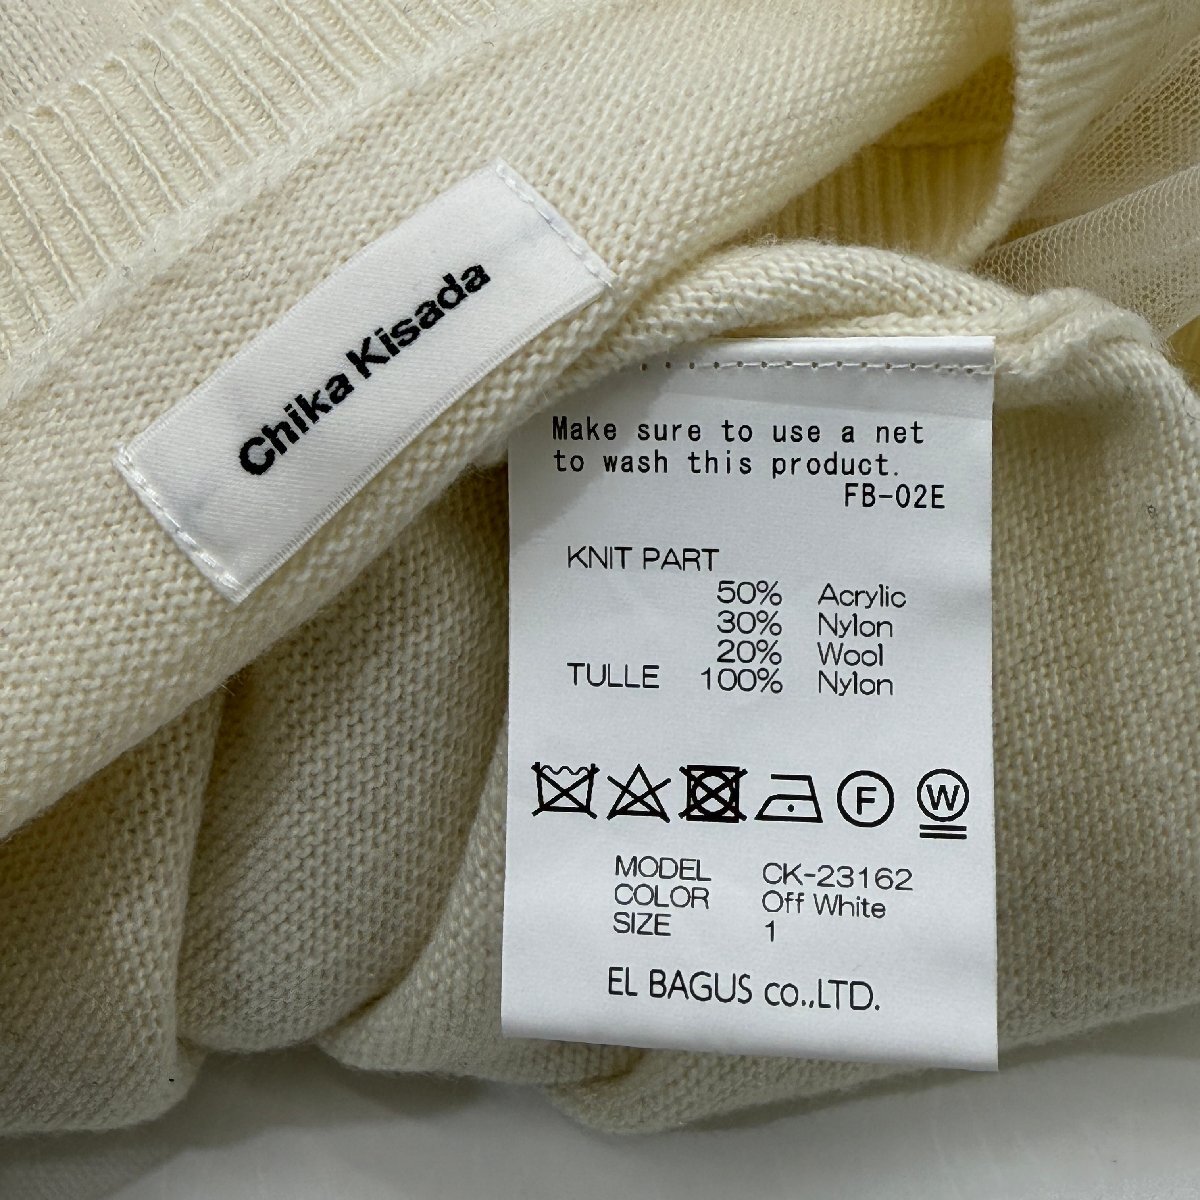 Chika Kisada
Make sure to use a net
to wash this product.
FB-02E
KNIT PART
50% Acrylic
30% Nylon
20% Wool
TULLE 100% Nylon
F W
MODEL CK-23162
COLOR Off White
SIZE 1
EL BAGUS co.,LTD.